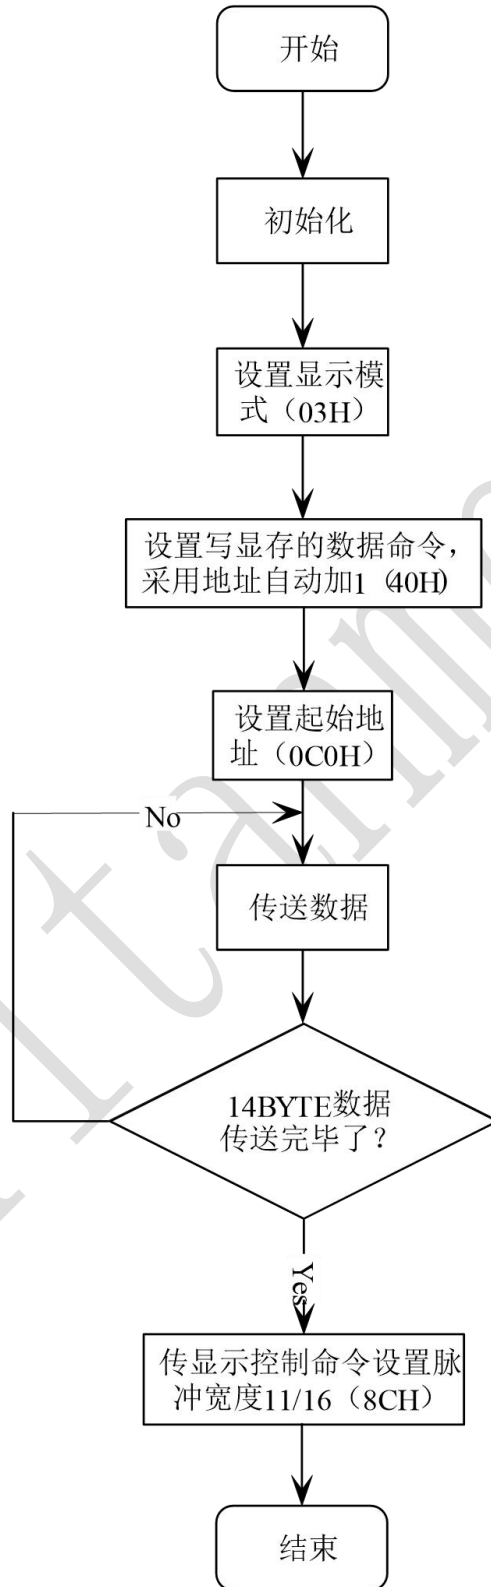 开始
初始化
设置显示模
式（03H）
设置写显存的数据命令，
采用地址自动加1（40H）
设置起始地
址（0C0H）
No
传送数据
14BYTE数据
传送完毕了？
Yes
传显示控制命令设置脉
冲宽度11/16（8CH）
结束